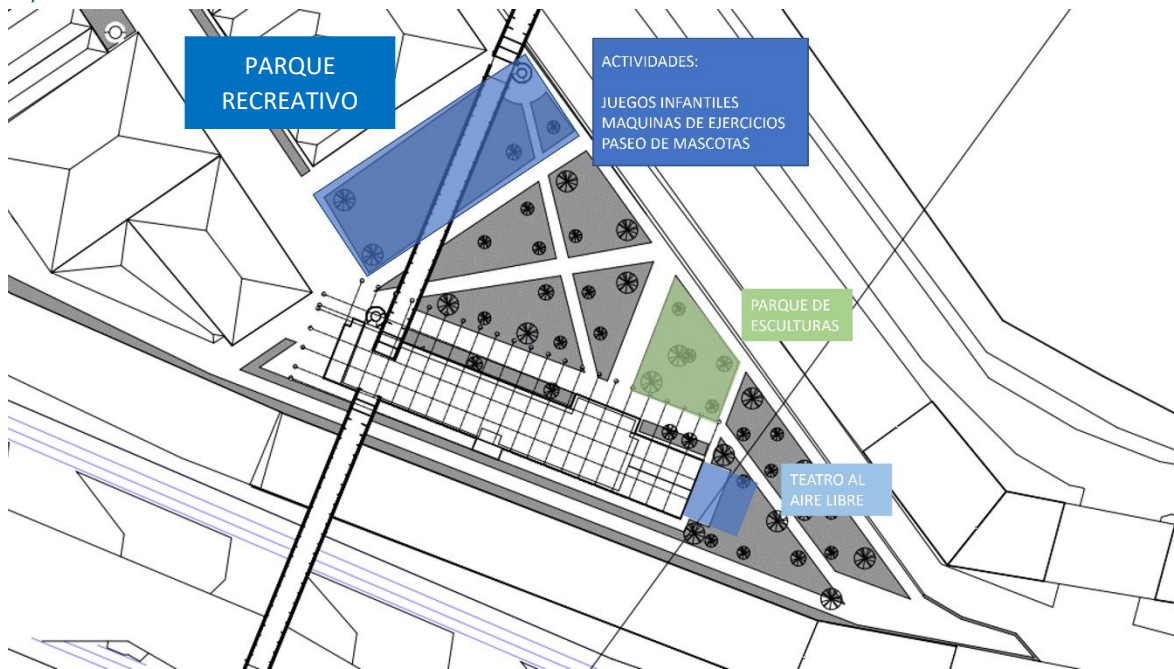 PARQUE
RECREATIVO
ACTIVIDADES:
JUEGOS INFANTILES
MAQUINAS DE EJERCICIOS
PASEO DE MASCOTAS
PARQUE DE
ESCULTURAS
TEATRO AL
AIRE LIBRE